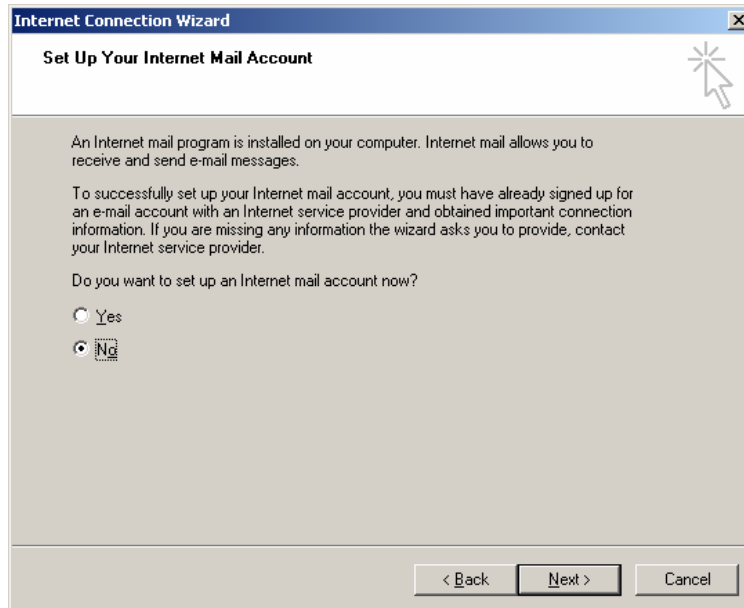 Internet Connection Wizard
Set Up Your Internet Mail Account
An Internet mail program is installed on your computer. Internet mail allows you to
receive and send e-mail messages.
To successfully set up your Internet mail account, you must have already signed up for
an e-mail account with an Internet service provider and obtained important connection
information. If you are missing any information the wizard asks you to provide, contact
your Internet service provider.
Do you want to set up an Internet mail account now?
Yes
No
< Back Next > Cancel